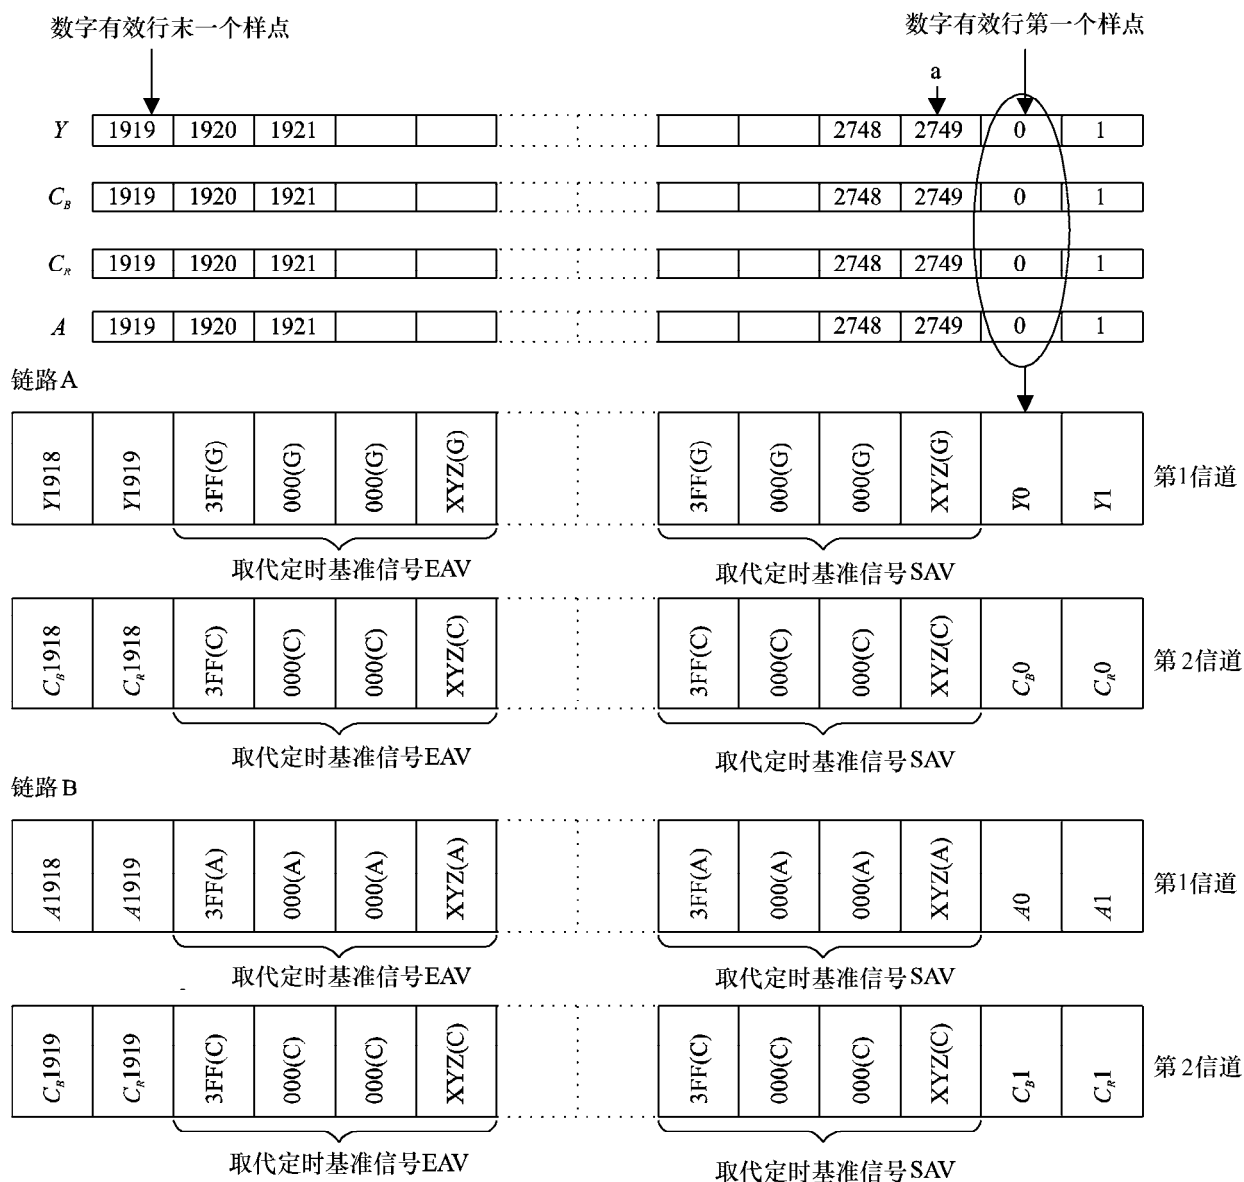 数字有效行末一个样点 数字有效行第一个样点
a
Y 1919 1920 1921 2748 2749 0 1
C_B 1919 1920 1921 2748 2749 0 1
C_R 1919 1920 1921 2748 2749 0 1
A 1919 1920 1921 2748 2749 0 1
链路A
Y1918 Y1919 3FF(G) 000(G) 000(G) XYZ(G) 3FF(G) 000(G) 000(G) XYZ(G) Y0 Y1 第1信道
取代定时基准信号EAV 取代定时基准信号SAV
C_B1918 C_R1918 3FF(C) 000(C) 000(C) XYZ(C) 3FF(C) 000(C) 000(C) XYZ(C) C_B0 C_R0 第2信道
取代定时基准信号EAV 取代定时基准信号SAV
链路B
A1918 A1919 3FF(A) 000(A) 000(A) XYZ(A) 3FF(A) 000(A) 000(A) XYZ(A) A0 A1 第1信道
取代定时基准信号EAV 取代定时基准信号SAV
C_B1919 C_R1919 3FF(C) 000(C) 000(C) XYZ(C) 3FF(C) 000(C) 000(C) XYZ(C) C_B1 C_R1 第2信道
取代定时基准信号EAV 取代定时基准信号SAV